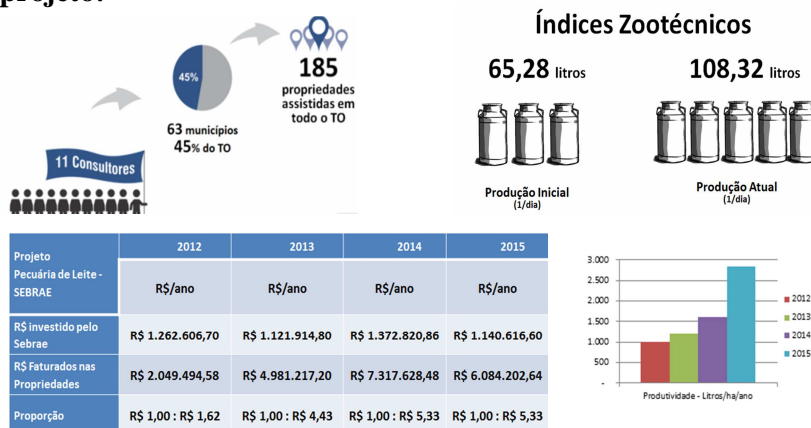 projeto:
45%
63 municípios
45% do TO
185
propriedades
assistidas em
todo o TO
11 Consultores
Índices Zootécnicos
65,28 litros
108,32 litros
Produção Inicial
(1/dia)
Produção Atual
(1/dia)
Projeto
Pecuária de Leite -
SEBRAE
2012 2013 2014 2015
R$/ano R$/ano R$/ano R$/ano
R$ investido pelo
Sebrae
R$ 1.262.606,70 R$ 1.121.914,80 R$ 1.372.820,86 R$ 1.140.616,60
R$ Faturados nas
Propriedades
R$ 2.049.494,58 R$ 4.981.217,20 R$ 7.317.628,48 R$ 6.084.202,64
Proporção R$ 1,00 : R$ 1,62 R$ 1,00 : R$ 4,43 R$ 1,00 : R$ 5,33 R$ 1,00 : R$ 5,33
3.000
2.500
2.000
1.500
1.000
500
-
Produtividade - Litros/ha/ano
2012
2013
2014
2015